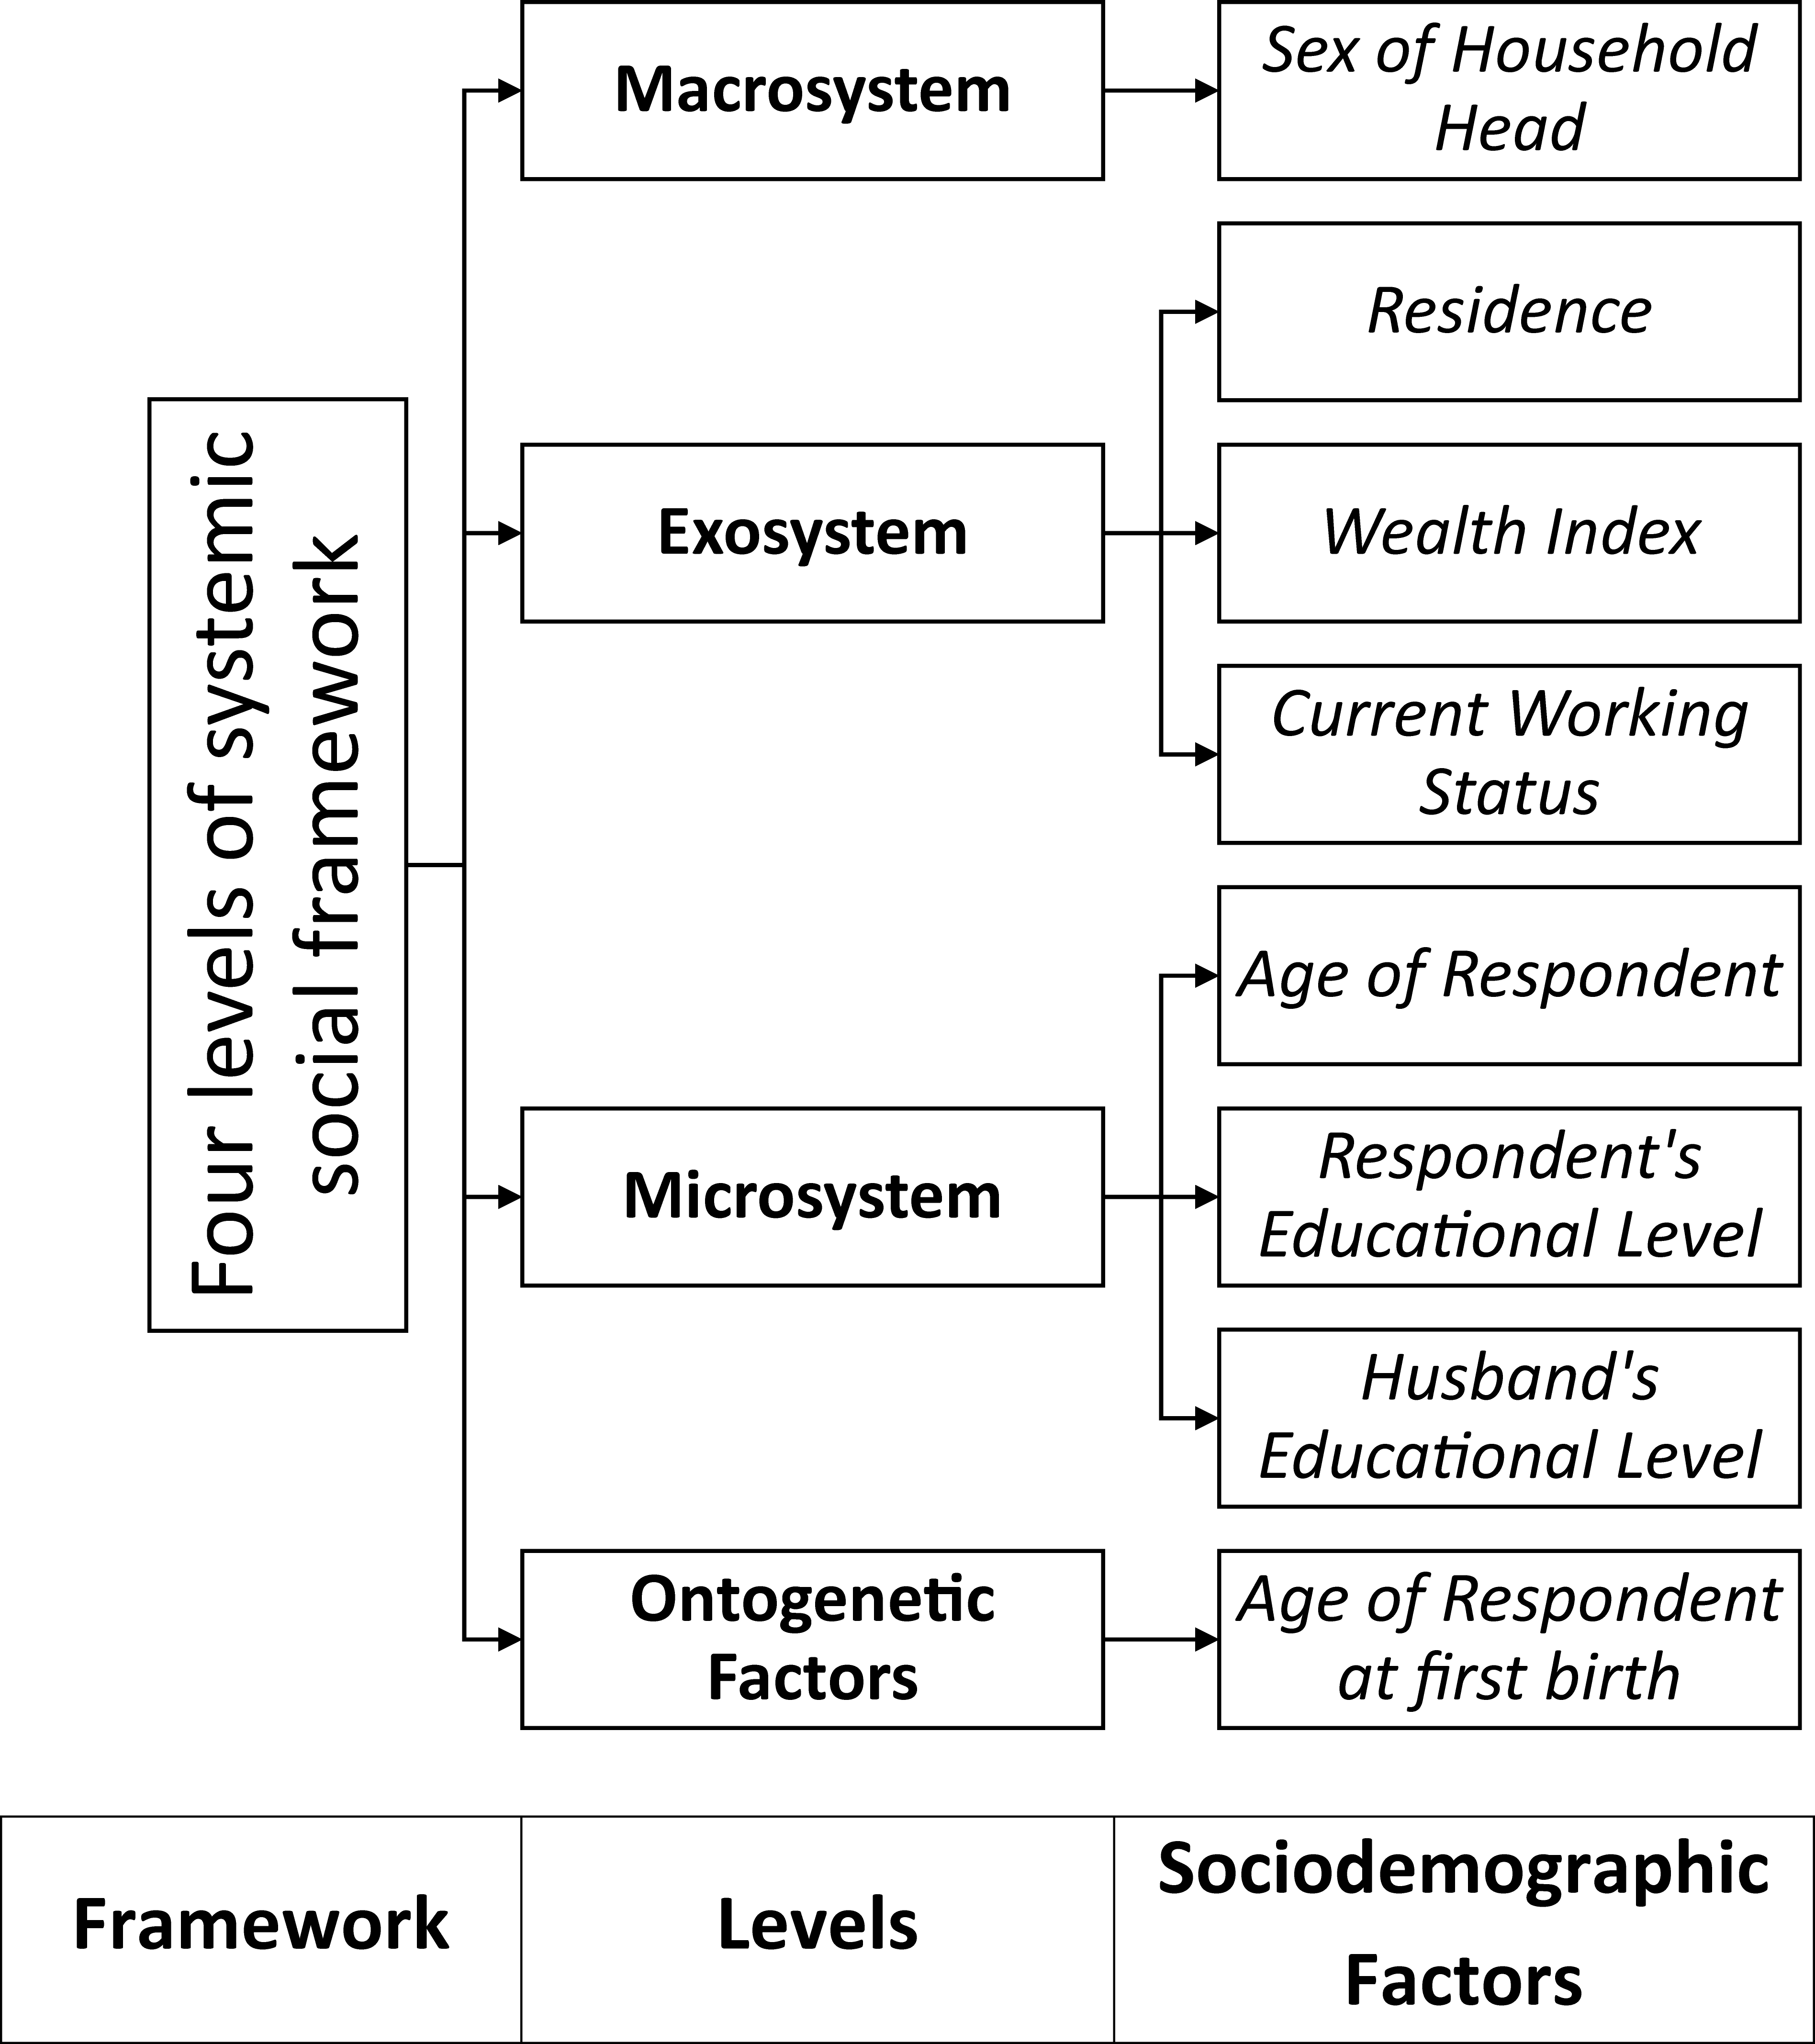 Four levels of systemic
social framework
Macrosystem
Sex of Household
Head
Exosystem
Residence
Wealth Index
Current Working
Status
Microsystem
Age of Respondent
Respondent's
Educational Level
Husband's
Educational Level
Ontogenetic
Factors
Age of Respondent
at first birth
Framework
Levels
Sociodemographic
Factors